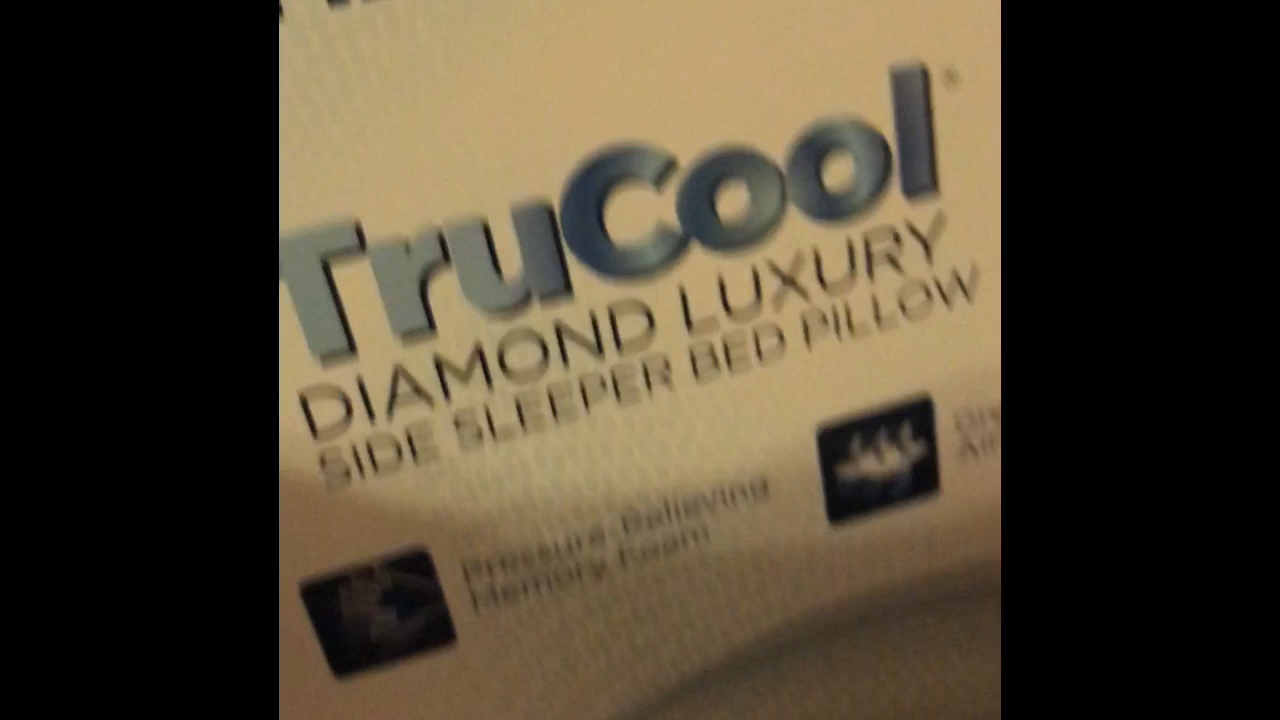 TruCool
DIAMOND LUXURY
SIDE SLEEPER BED PILLOW
Pressure-Relieving
Memory Foam